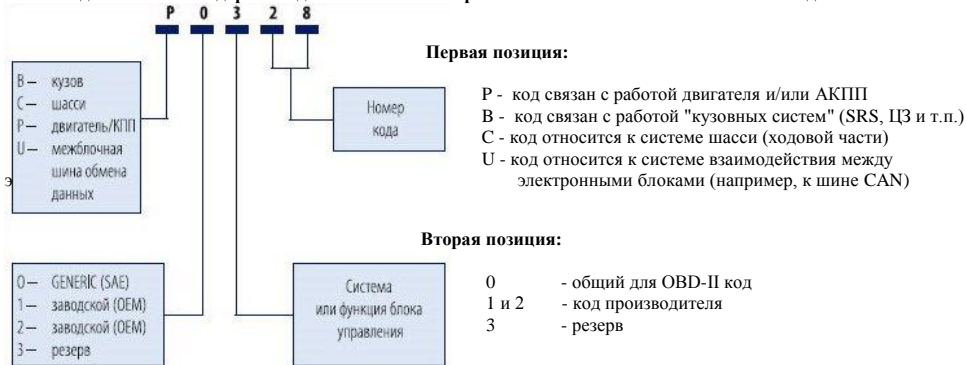 P 0 3 2 8
Первая позиция:
B — кузов
C — шасси
P — двигатель/КПП
U — межблочная
шина обмена
данных
Номер
кода
P - код связан с работой двигателя и/или АКПП
B - код связан с работой "кузовных систем" (SRS, ЦЗ и т.п.)
C - код относится к системе шасси (ходовой части)
U - код относится к системе взаимодействия между
электронными блоками (например, к шине CAN)
э
Вторая позиция:
0 — GENERIC (SAE)
1 — заводской (OEM)
2 — заводской (OEM)
3 — резерв
Система
или функция блока
управления
0 - общий для OBD-II код
1 и 2 - код производителя
3 - резерв